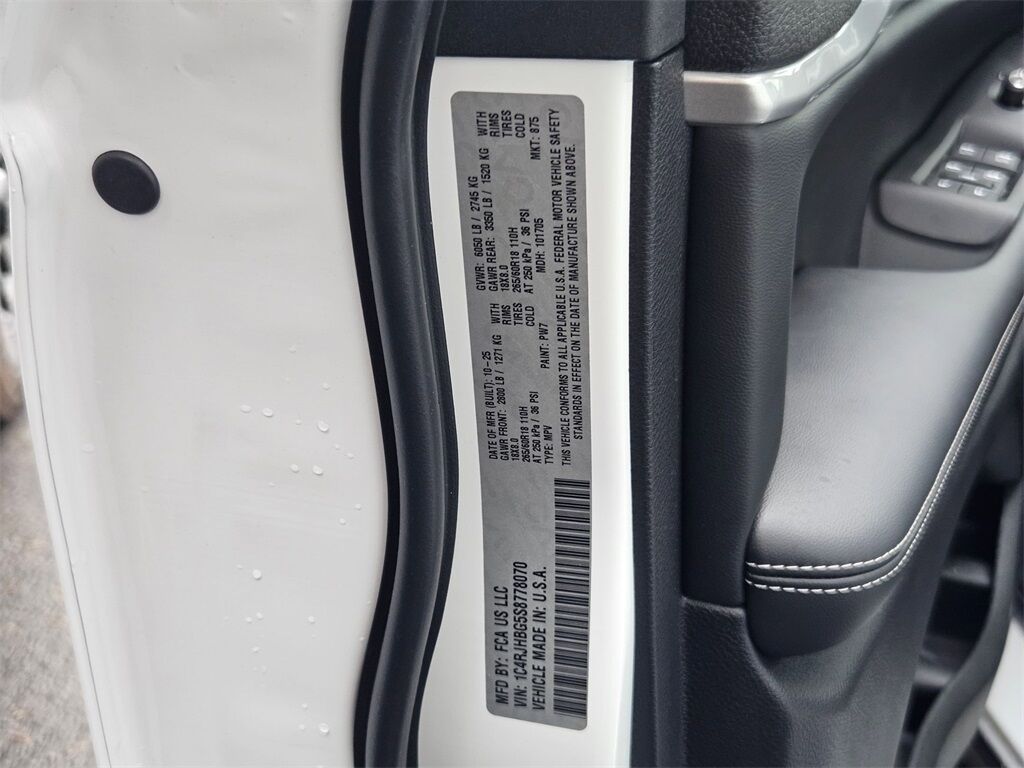 MFD BY: FCA US LLC
VIN: 1C4RJHBG5S8778070
VEHICLE MADE IN: U.S.A.
DATE OF MFR (BUILT): 10-25
GAWR FRONT: 2800 LB / 1271 KG WITH
18X8.0 RIMS
265/60R18 110H TIRES
AT 250 kPa / 36 PSI COLD
TYPE: MPV PAINT: PW7
GVWR: 6050 LB / 2745 KG
GAWR REAR: 3350 LB / 1520 KG WITH
18X8.0 RIMS
265/60R18 110H TIRES
AT 250 kPa / 36 PSI COLD
MDH: 101705 MKT: 875
THIS VEHICLE CONFORMS TO ALL APPLICABLE U.S.A. FEDERAL MOTOR VEHICLE SAFETY
STANDARDS IN EFFECT ON THE DATE OF MANUFACTURE SHOWN ABOVE.